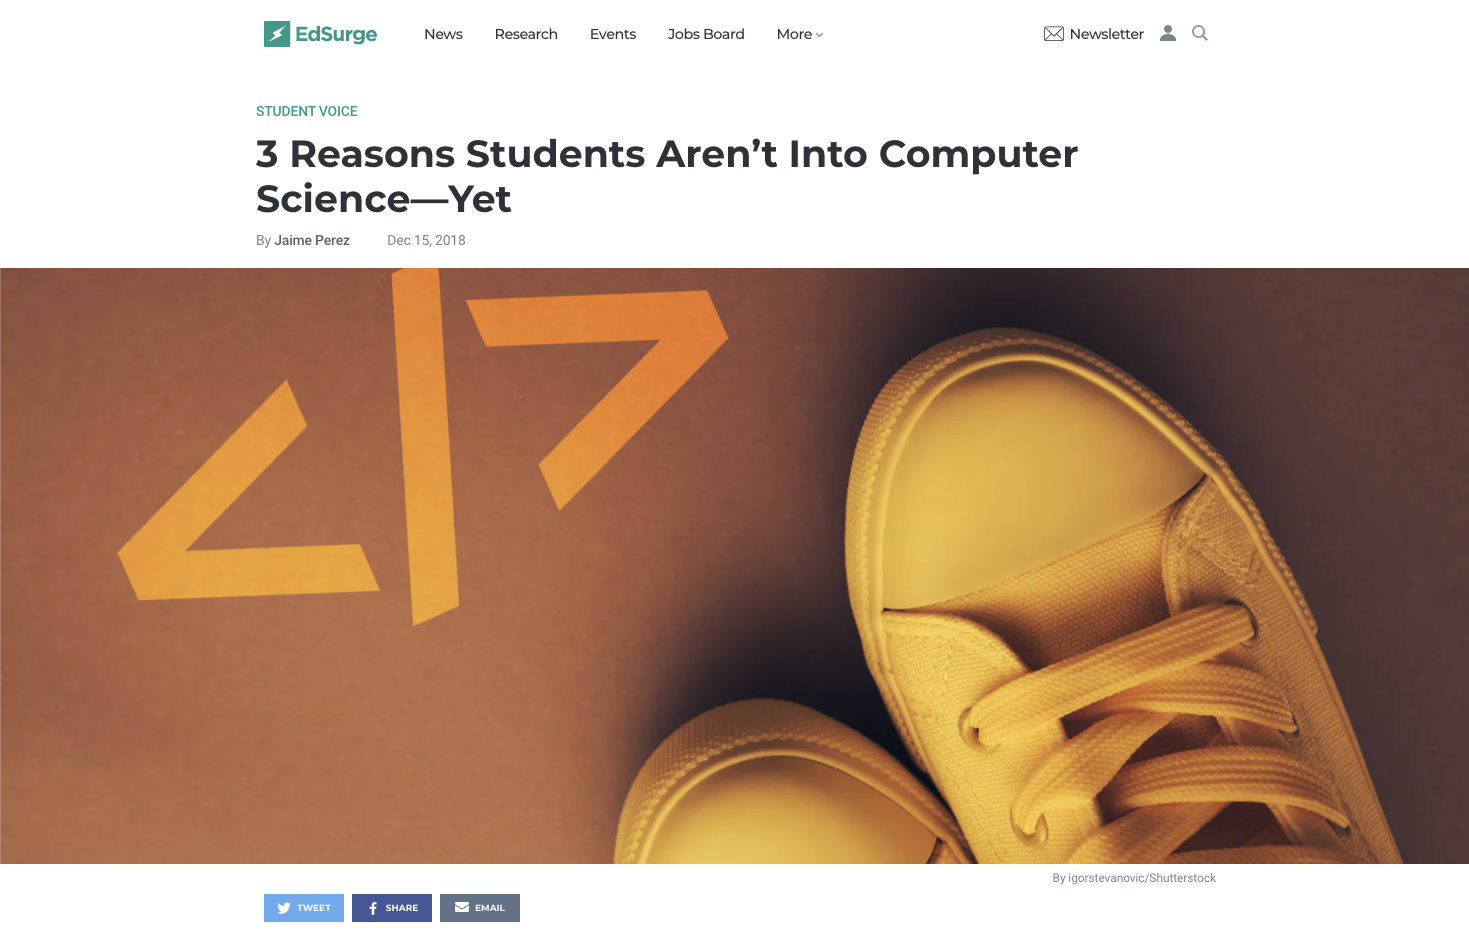 EdSurge
News
Research
Events
Jobs Board
More
Newsletter
STUDENT VOICE
3 Reasons Students Aren’t Into Computer
Science—Yet
By Jaime Perez
Dec 15, 2018
</>
By igorstevanovic/Shutterstock
TWEET
SHARE
EMAIL